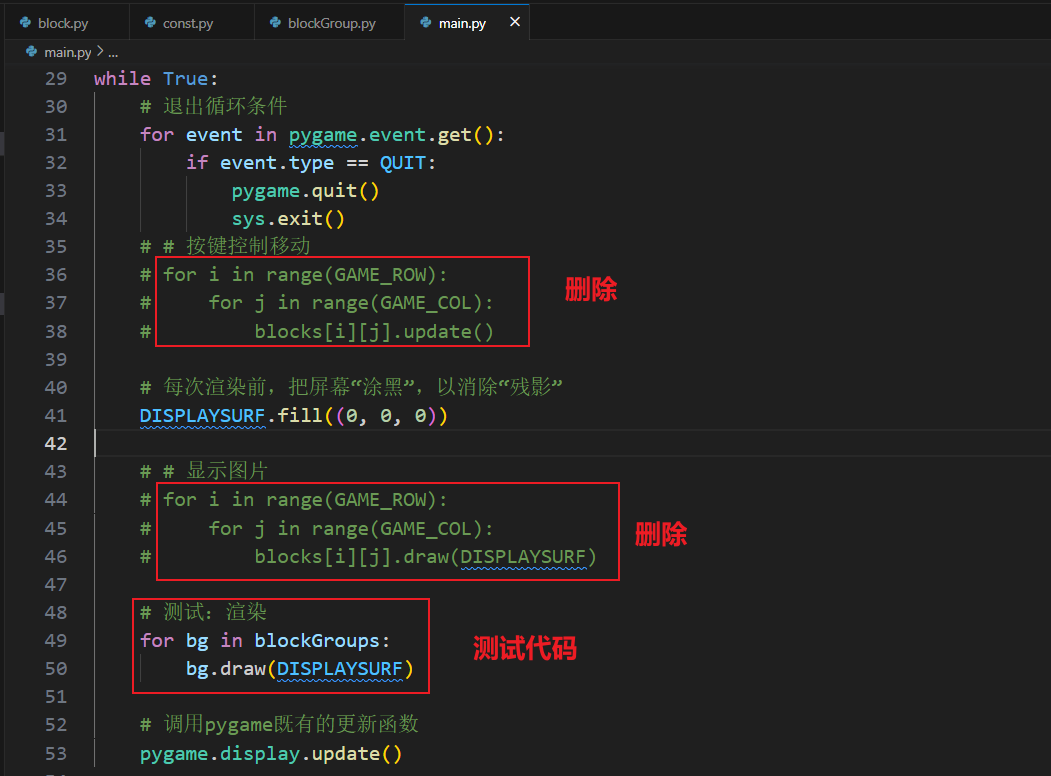 block.py const.py blockGroup.py main.py ×
main.py > ...
29 while True:
30     # 退出循环条件
31     for event in pygame.event.get():
32         if event.type == QUIT:
33             pygame.quit()
34             sys.exit()
35     # # 按键控制移动
36     # for i in range(GAME_ROW): 删除
37     #     for j in range(GAME_COL):
38     #         blocks[i][j].update()
39
40     # 每次渲染前，把屏幕“涂黑”，以消除“残影”
41     DISPLAYSURF.fill((0, 0, 0))
42
43     # # 显示图片
44     # for i in range(GAME_ROW):
45     #     for j in range(GAME_COL): 删除
46     #         blocks[i][j].draw(DISPLAYSURF)
47
48     # 测试：渲染
49     for bg in blockGroups: 测试代码
50         bg.draw(DISPLAYSURF)
51
52     # 调用pygame既有的更新函数
53     pygame.display.update()